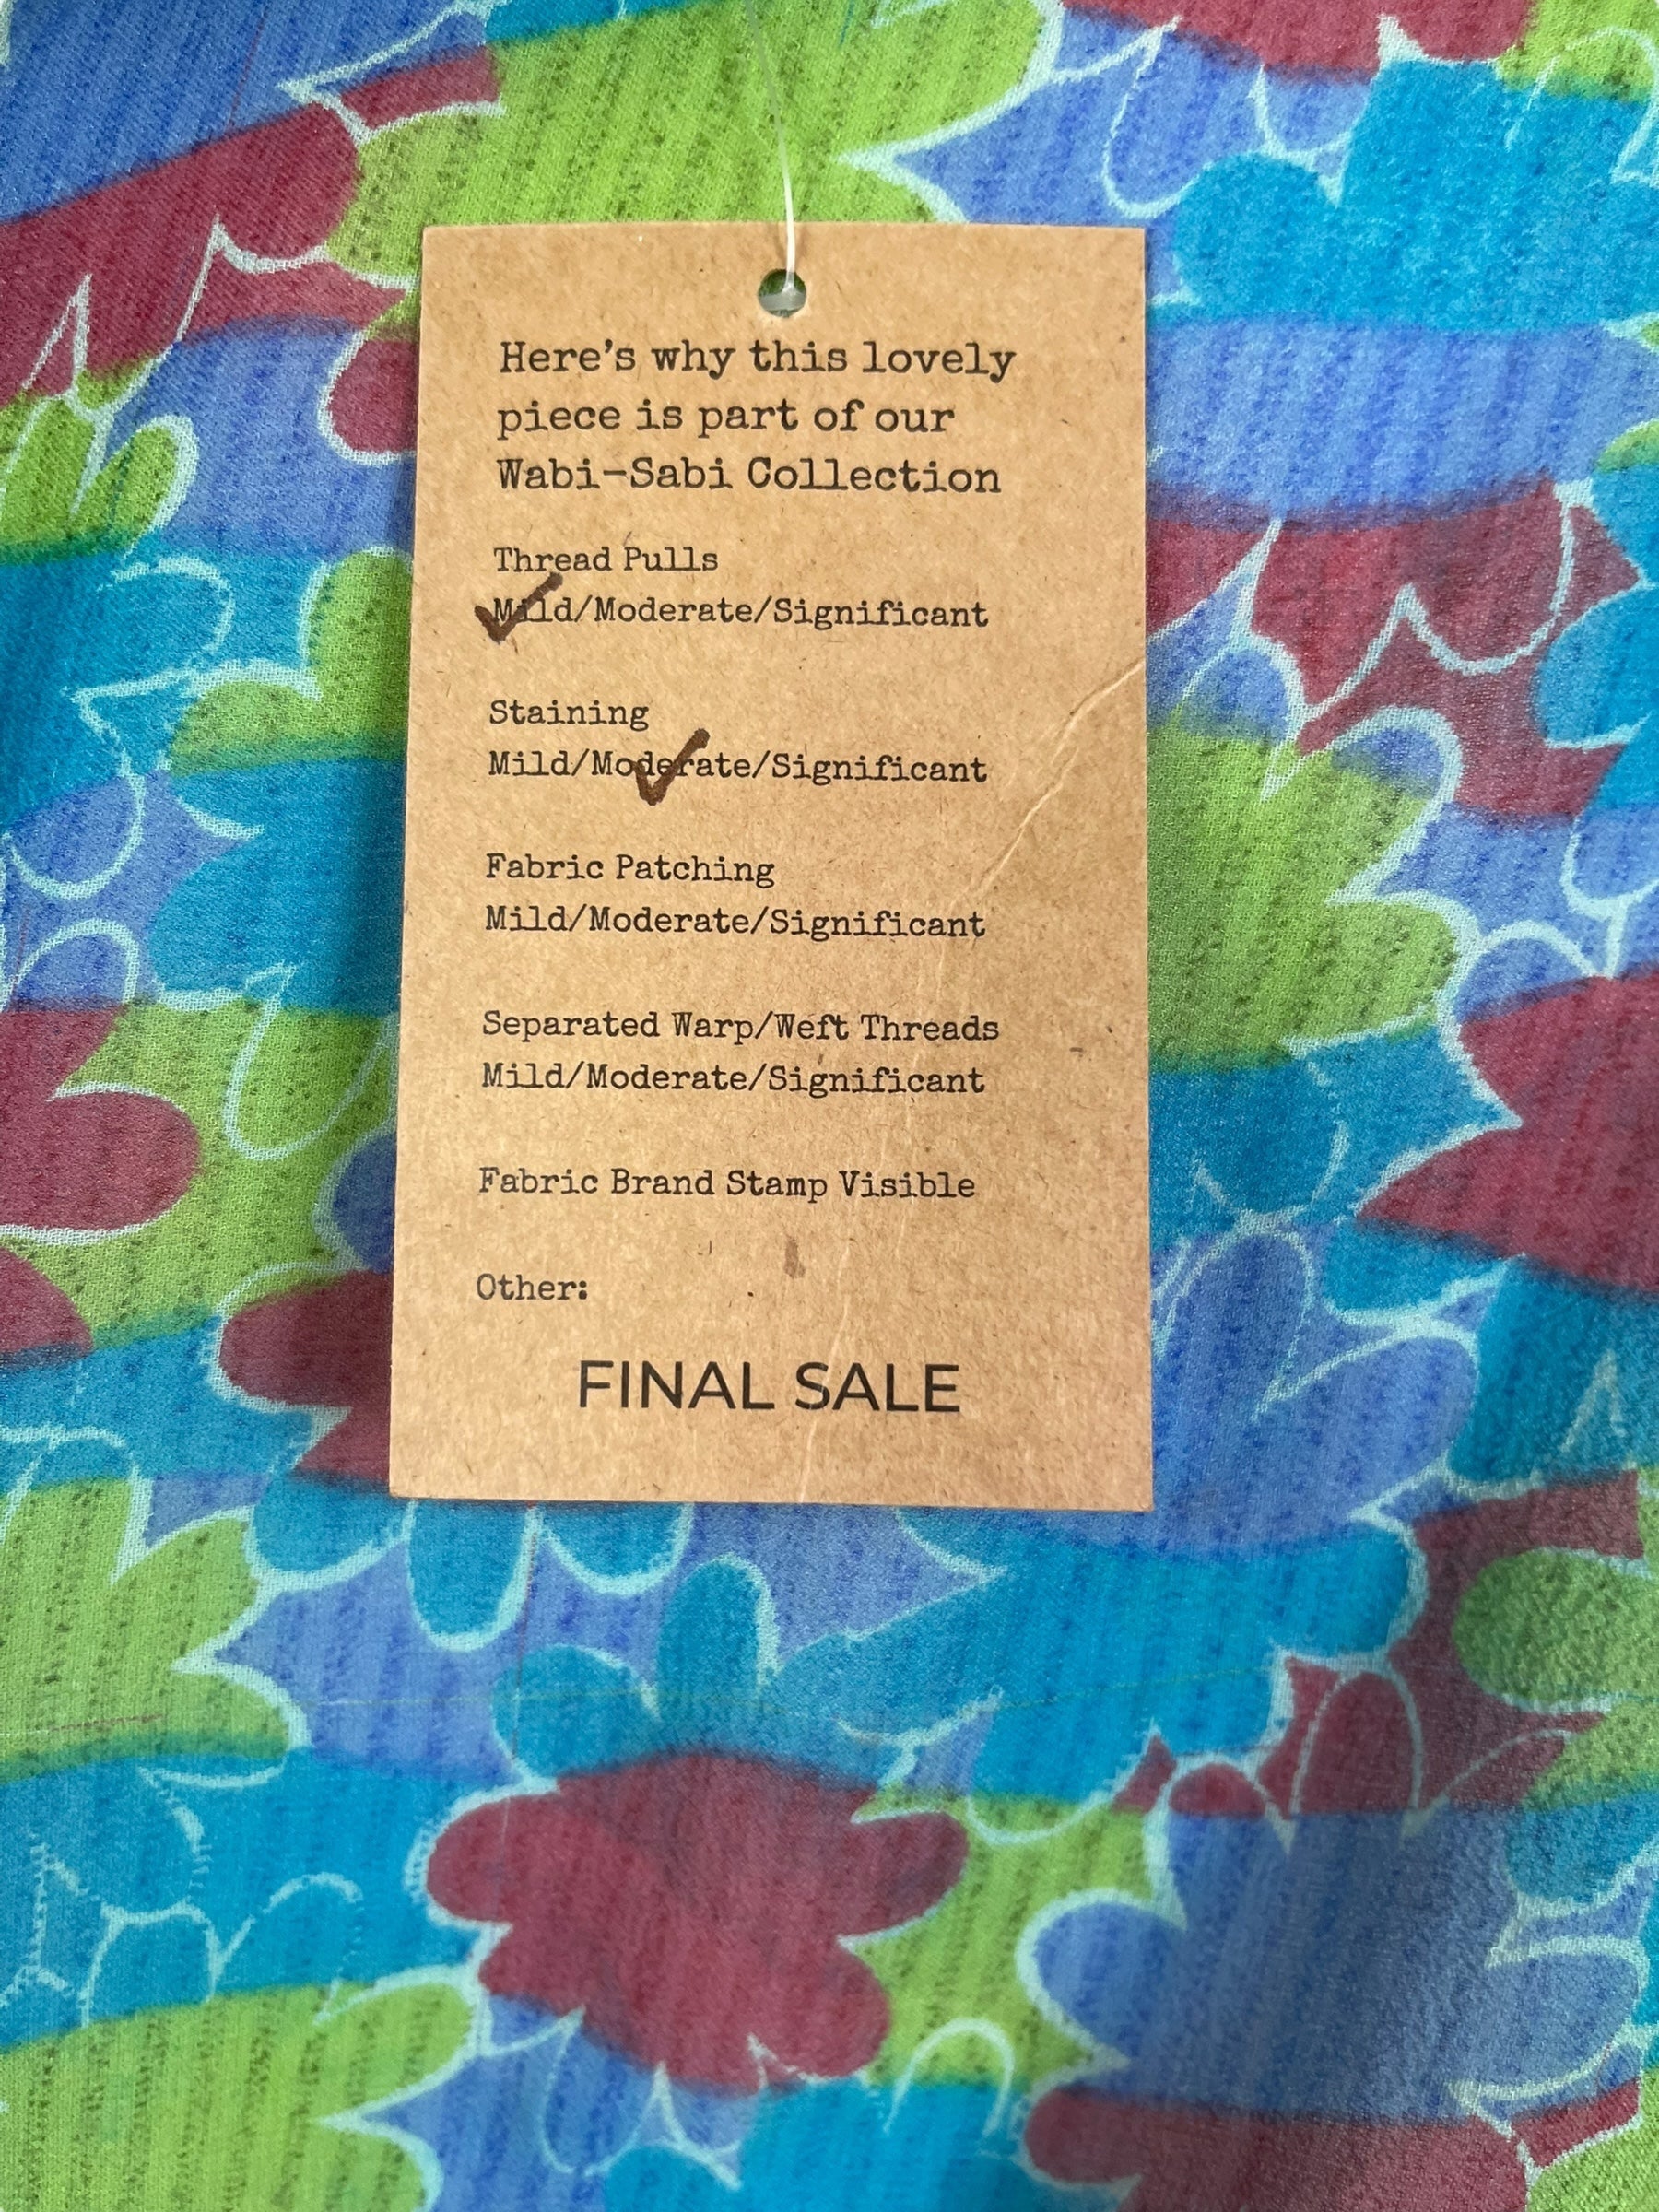 Here's why this lovely
piece is part of our
Wabi-Sabi Collection
Thread Pulls
Mild/Moderate/Significant
Staining
Mild/Moderate/Significant
Fabric Patching
Mild/Moderate/Significant
Separated Warp/Weft Threads
Mild/Moderate/Significant
Fabric Brand Stamp Visible
Other:
FINAL SALE